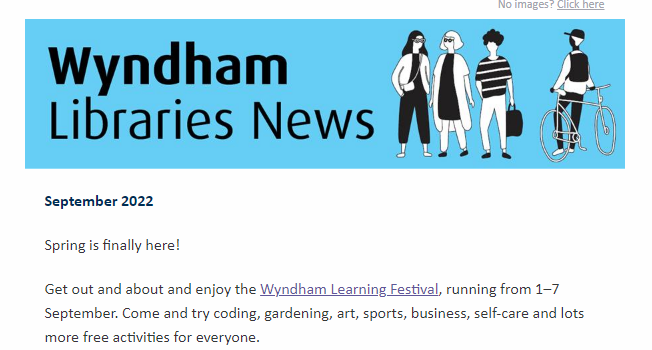 No images? Click here
Wyndham
Libraries News
September 2022
Spring is finally here!
Get out and about and enjoy the Wyndham Learning Festival, running from 1–7
September. Come and try coding, gardening, art, sports, business, self-care and lots
more free activities for everyone.